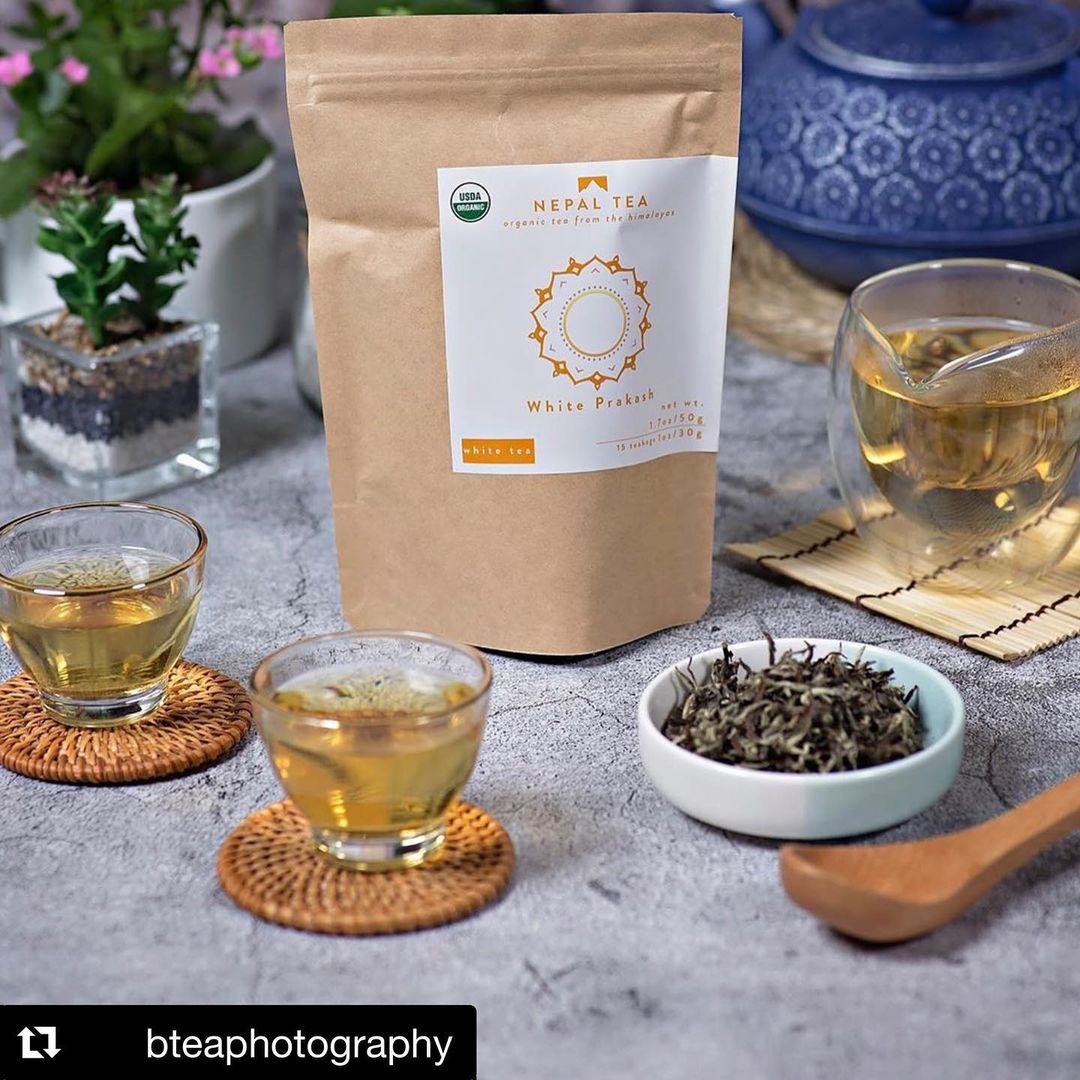 USDA
ORGANIC
NEPAL TEA
organic tea from the himalayas
White Prakash
net wt.
1.7oz/50g
15 teabags 1oz/30g
white tea
bteaphotography